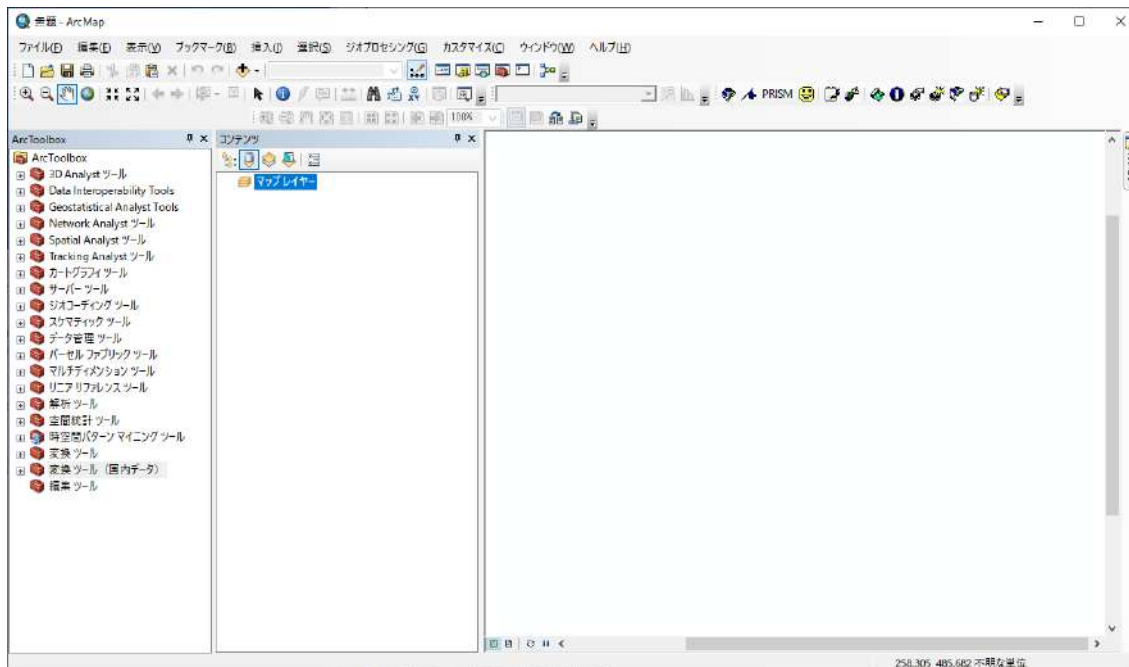 無題 - ArcMap
ファイル(F) 編集(E) 表示(V) ブックマーク(B) 挿入(I) 選択(S) ジオプロセシング(G) カスタマイズ(C) ウィンドウ(W) ヘルプ(H)
PRISM
100%
ArcToolbox
コンテンツ
ArcToolbox
3D Analyst ツール
Data Interoperability Tools
Geostatistical Analyst Tools
Network Analyst ツール
Spatial Analyst ツール
Tracking Analyst ツール
カートグラフィ ツール
サーバー ツール
ジオコーディング ツール
スケマティック ツール
データ管理 ツール
パーセル ファブリック ツール
マルチディメンション ツール
リニア リファレンス ツール
解析 ツール
空間統計 ツール
時空間パターン マイニング ツール
変換 ツール
変換 ツール（国内データ）
編集 ツール
マップ レイヤー
258.305 485.682 不明な単位